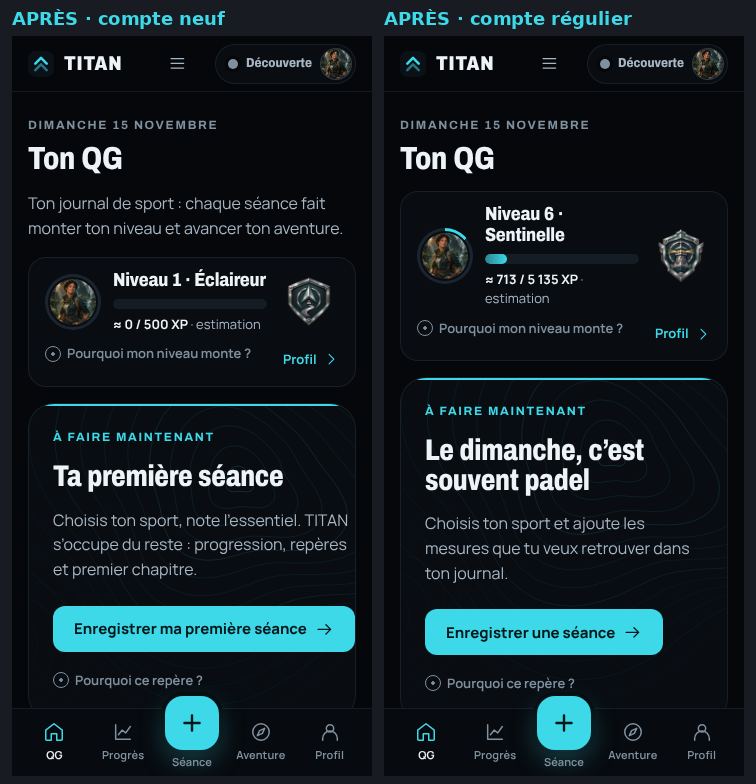 APRÈS · compte neuf
TITAN
Découverte
DIMANCHE 15 NOVEMBRE
Ton QG
Ton journal de sport : chaque séance fait
monter ton niveau et avancer ton aventure.
Niveau 1 · Éclaireur
≈ 0 / 500 XP · estimation
Pourquoi mon niveau monte ?
Profil
À FAIRE MAINTENANT
Ta première séance
Choisis ton sport, note l'essentiel. TITAN
s'occupe du reste : progression, repères
et premier chapitre.
Enregistrer ma première séance →
Pourquoi ce repère ?
QG
Progrès
Séance
Aventure
Profil
APRÈS · compte régulier
TITAN
Découverte
DIMANCHE 15 NOVEMBRE
Ton QG
Niveau 6 ·
Sentinelle
≈ 713 / 5 135 XP ·
estimation
Pourquoi mon niveau monte ?
Profil
À FAIRE MAINTENANT
Le dimanche, c'est
souvent padel
Choisis ton sport et ajoute les
mesures que tu veux retrouver dans
ton journal.
Enregistrer une séance →
Pourquoi ce repère ?
QG
Progrès
Séance
Aventure
Profil